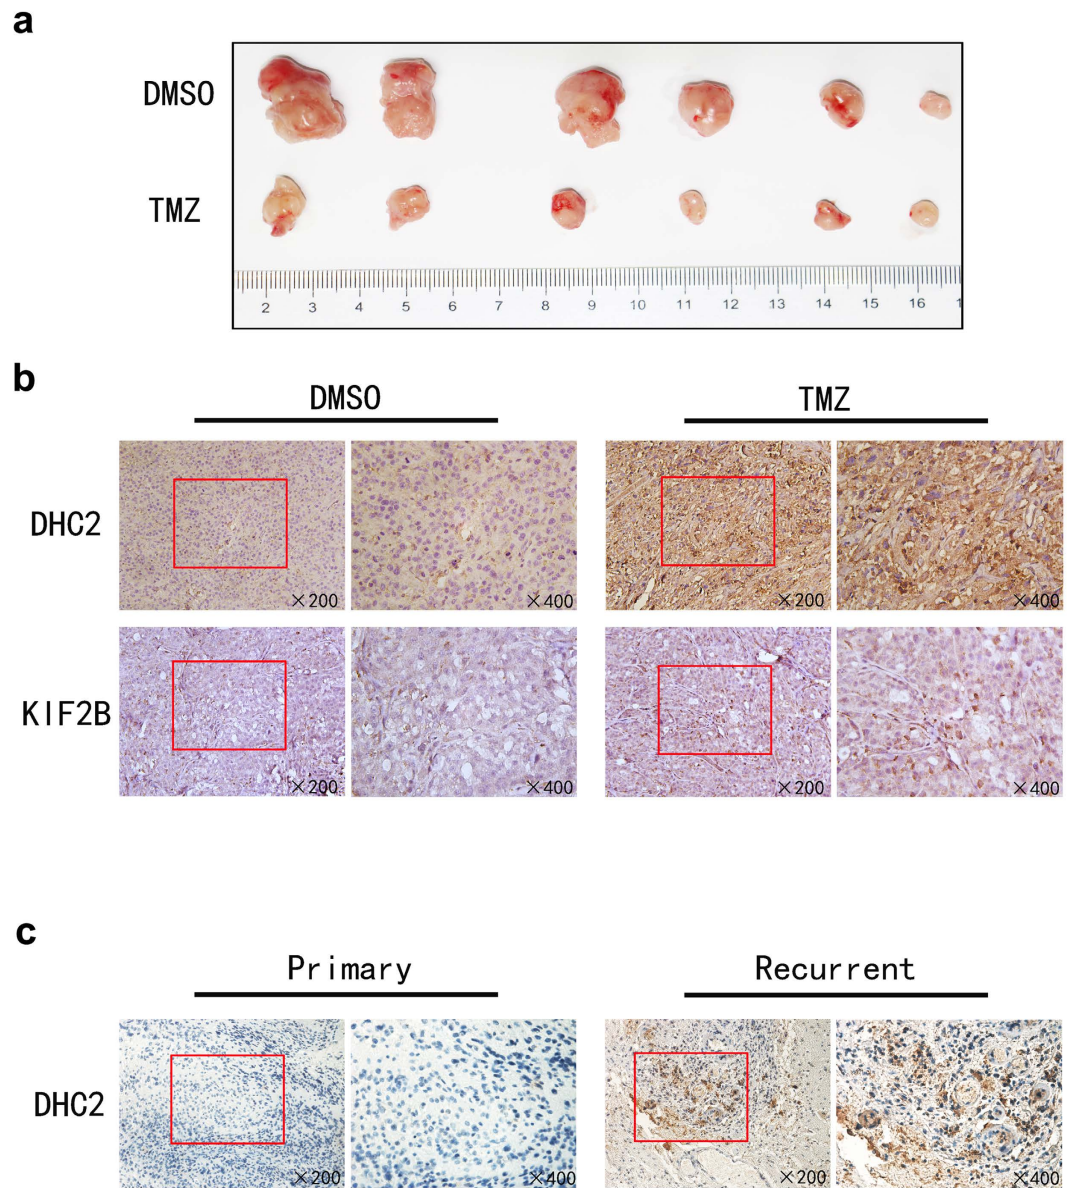 a
DMSO
TMZ
2 3 4 5 6 7 8 9 10 11 12 13 14 15 16 1
b
DMSO TMZ
DHC2
×200 ×400 ×200 ×400
KIF2B
×200 ×400 ×200 ×400
c
Primary Recurrent
DHC2
×200 ×400 ×200 ×400